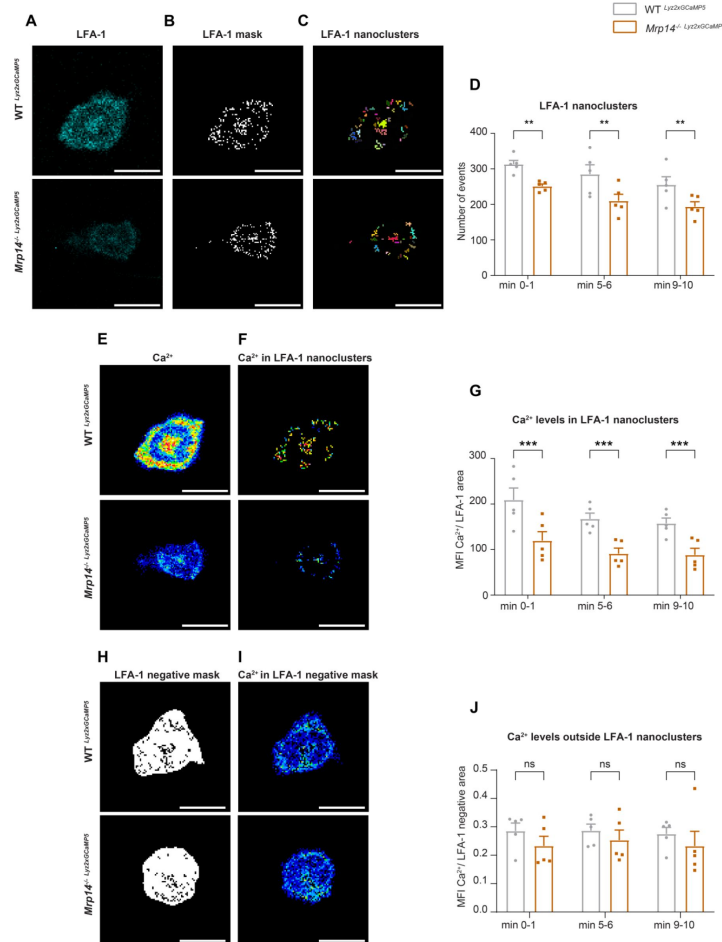 WT Lyz2xGCaMP5
Mrp14-/- Lyz2xGCaMP
A
B
C
LFA-1
LFA-1 mask
LFA-1 nanoclusters
WT Lyz2xGCaMP5
Mrp14-/- Lyz2xGCaMP5
D
LFA-1 nanoclusters
** ** **
Number of events
400
300
200
100
0
min 0-1 min 5-6 min 9-10
E
F
Ca²⁺
Ca²⁺ in LFA-1 nanoclusters
WT Lyz2xGCaMP5
Mrp14-/- Lyz2xGCaMP5
G
Ca²⁺ levels in LFA-1 nanoclusters
*** *** ***
MFI Ca²⁺/ LFA-1 area
300
200
100
0
min 0-1 min 5-6 min 9-10
H
I
LFA-1 negative mask
Ca²⁺ in LFA-1 negative mask
WT Lyz2xGCaMP5
Mrp14-/- Lyz2xGCaMP5
J
Ca²⁺ levels outside LFA-1 nanoclusters
ns ns ns
MFI Ca²⁺/ LFA-1 negative area
0.5
0.4
0.3
0.2
0.1
0.0
min 0-1 min 5-6 min 9-10